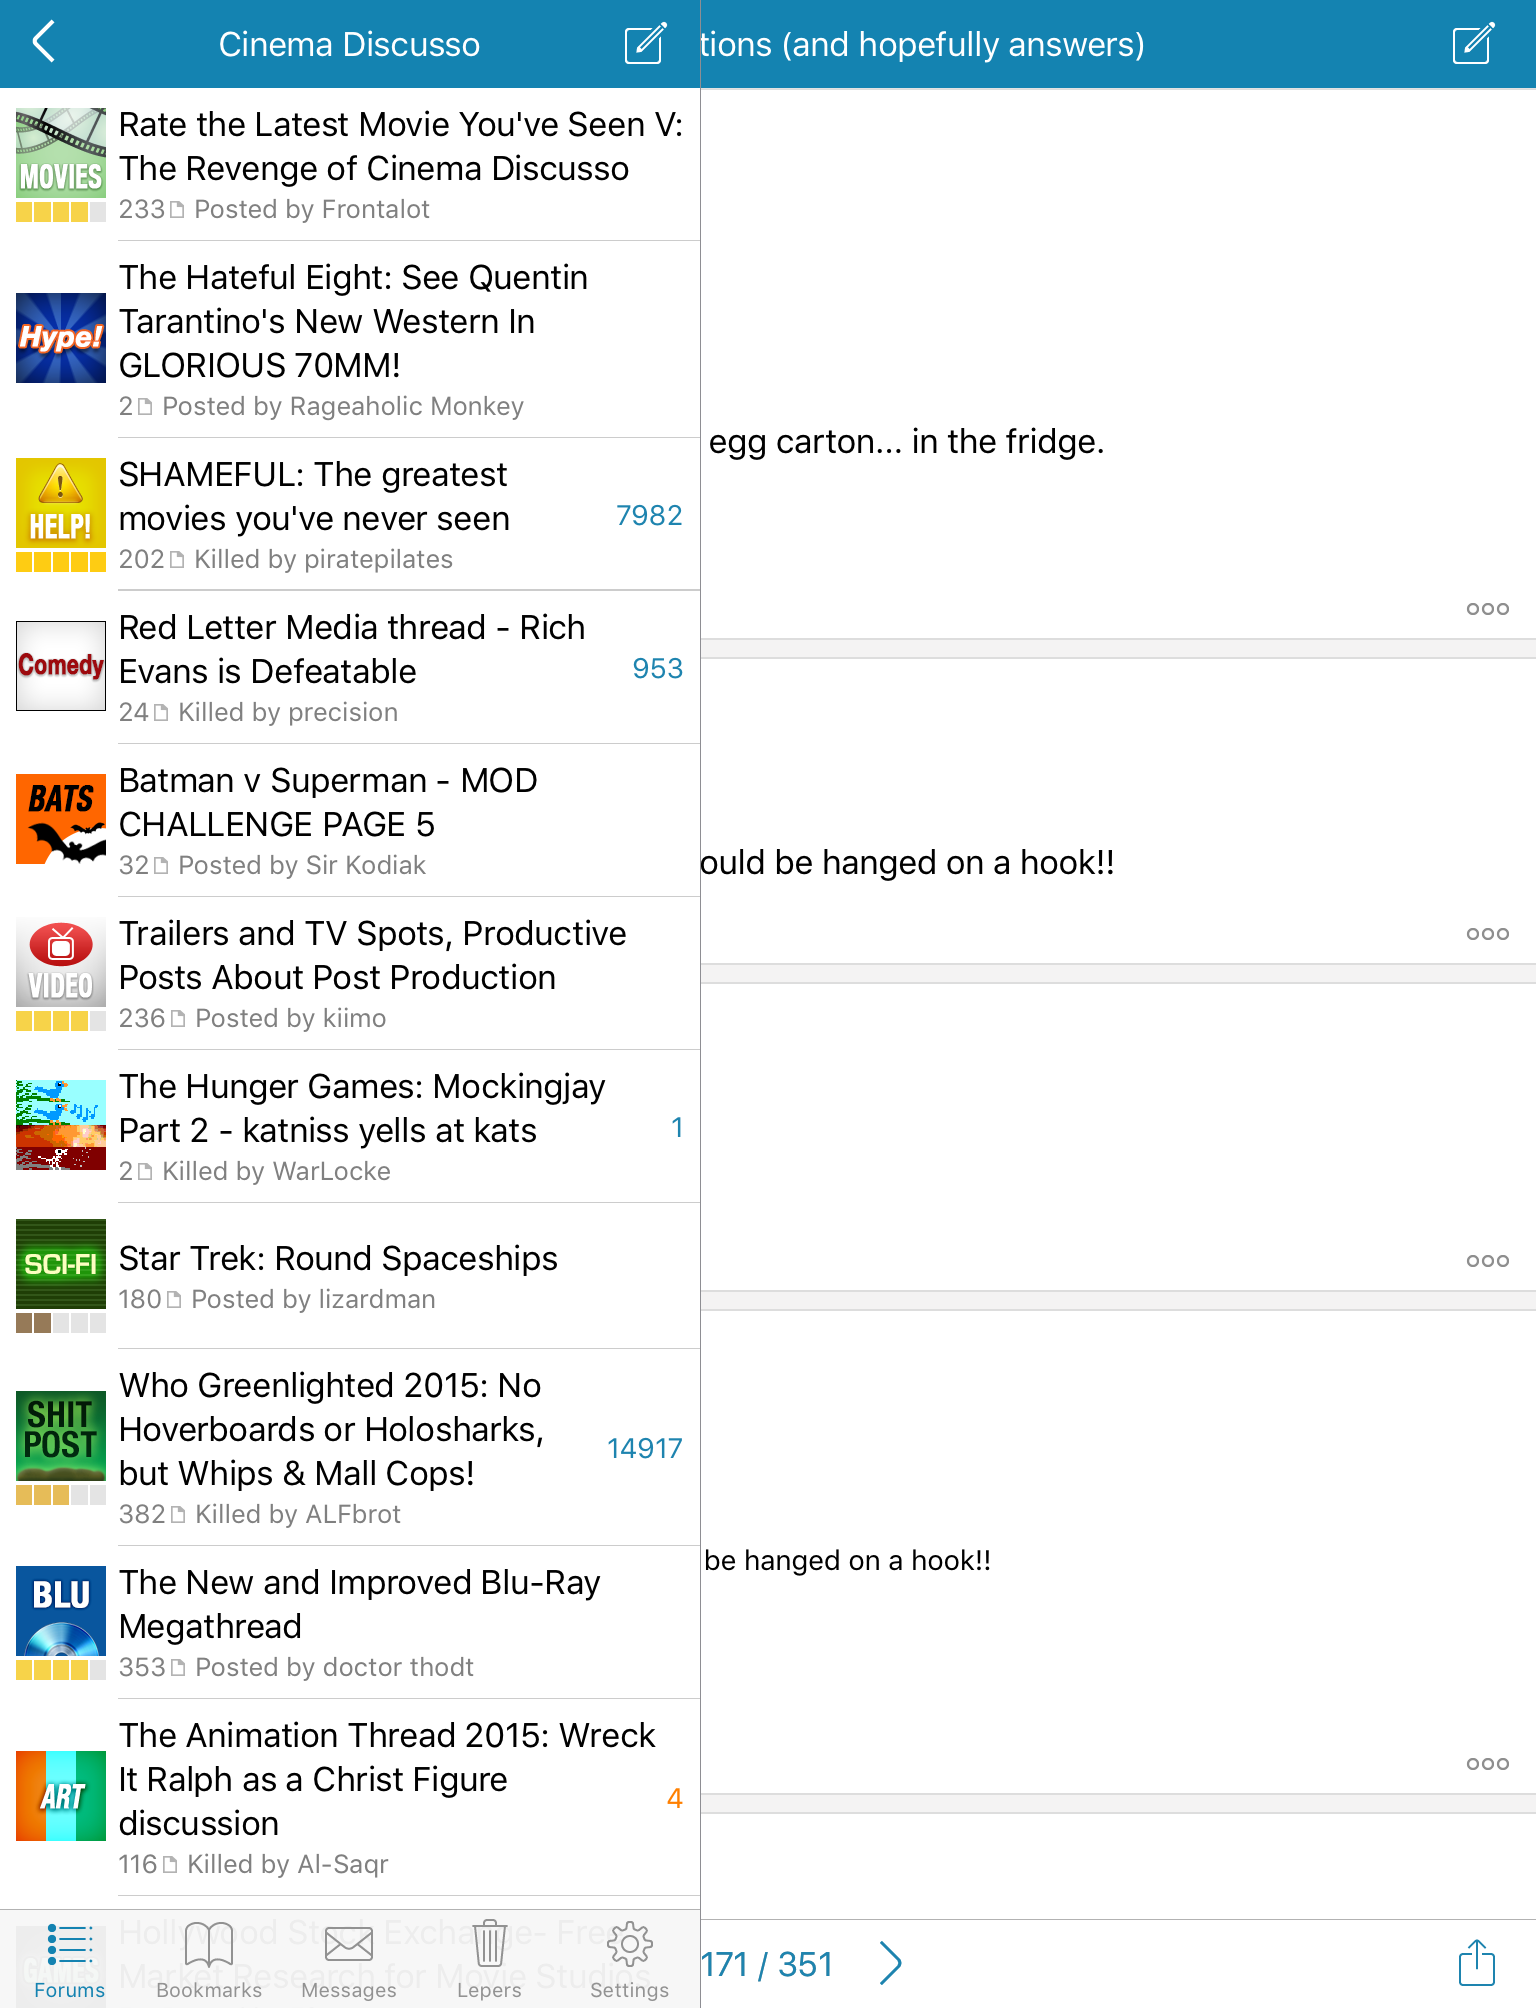 Cinema Discusso
MOVIES
Rate the Latest Movie You've Seen V:
The Revenge of Cinema Discusso
233 Posted by Frontalot
Hype!
The Hateful Eight: See Quentin
Tarantino's New Western In
GLORIOUS 70MM!
2 Posted by Rageaholic Monkey
HELP!
SHAMEFUL: The greatest
movies you've never seen
202 Killed by piratepilates
7982
Comedy
Red Letter Media thread - Rich
Evans is Defeatable
24 Killed by precision
953
BATS
Batman v Superman - MOD
CHALLENGE PAGE 5
32 Posted by Sir Kodiak
VIDEO
Trailers and TV Spots, Productive
Posts About Post Production
236 Posted by kiimo
The Hunger Games: Mockingjay
Part 2 - katniss yells at kats
2 Killed by WarLocke
1
SCI-FI
Star Trek: Round Spaceships
180 Posted by lizardman
SHIT
POST
Who Greenlighted 2015: No
Hoverboards or Holosharks,
but Whips & Mall Cops!
382 Killed by ALFbrot
14917
BLU
The New and Improved Blu-Ray
Megathread
353 Posted by doctor thodt
ART
The Animation Thread 2015: Wreck
It Ralph as a Christ Figure
discussion
116 Killed by Al-Saqr
4
GAMES
Hollywood Stock Exchange- Free
Market Research for Movie Studios
Forums
Bookmarks
Messages
Lepers
Settings
tions (and hopefully answers)
egg carton... in the fridge.
ould be hanged on a hook!!
be hanged on a hook!!
171 / 351